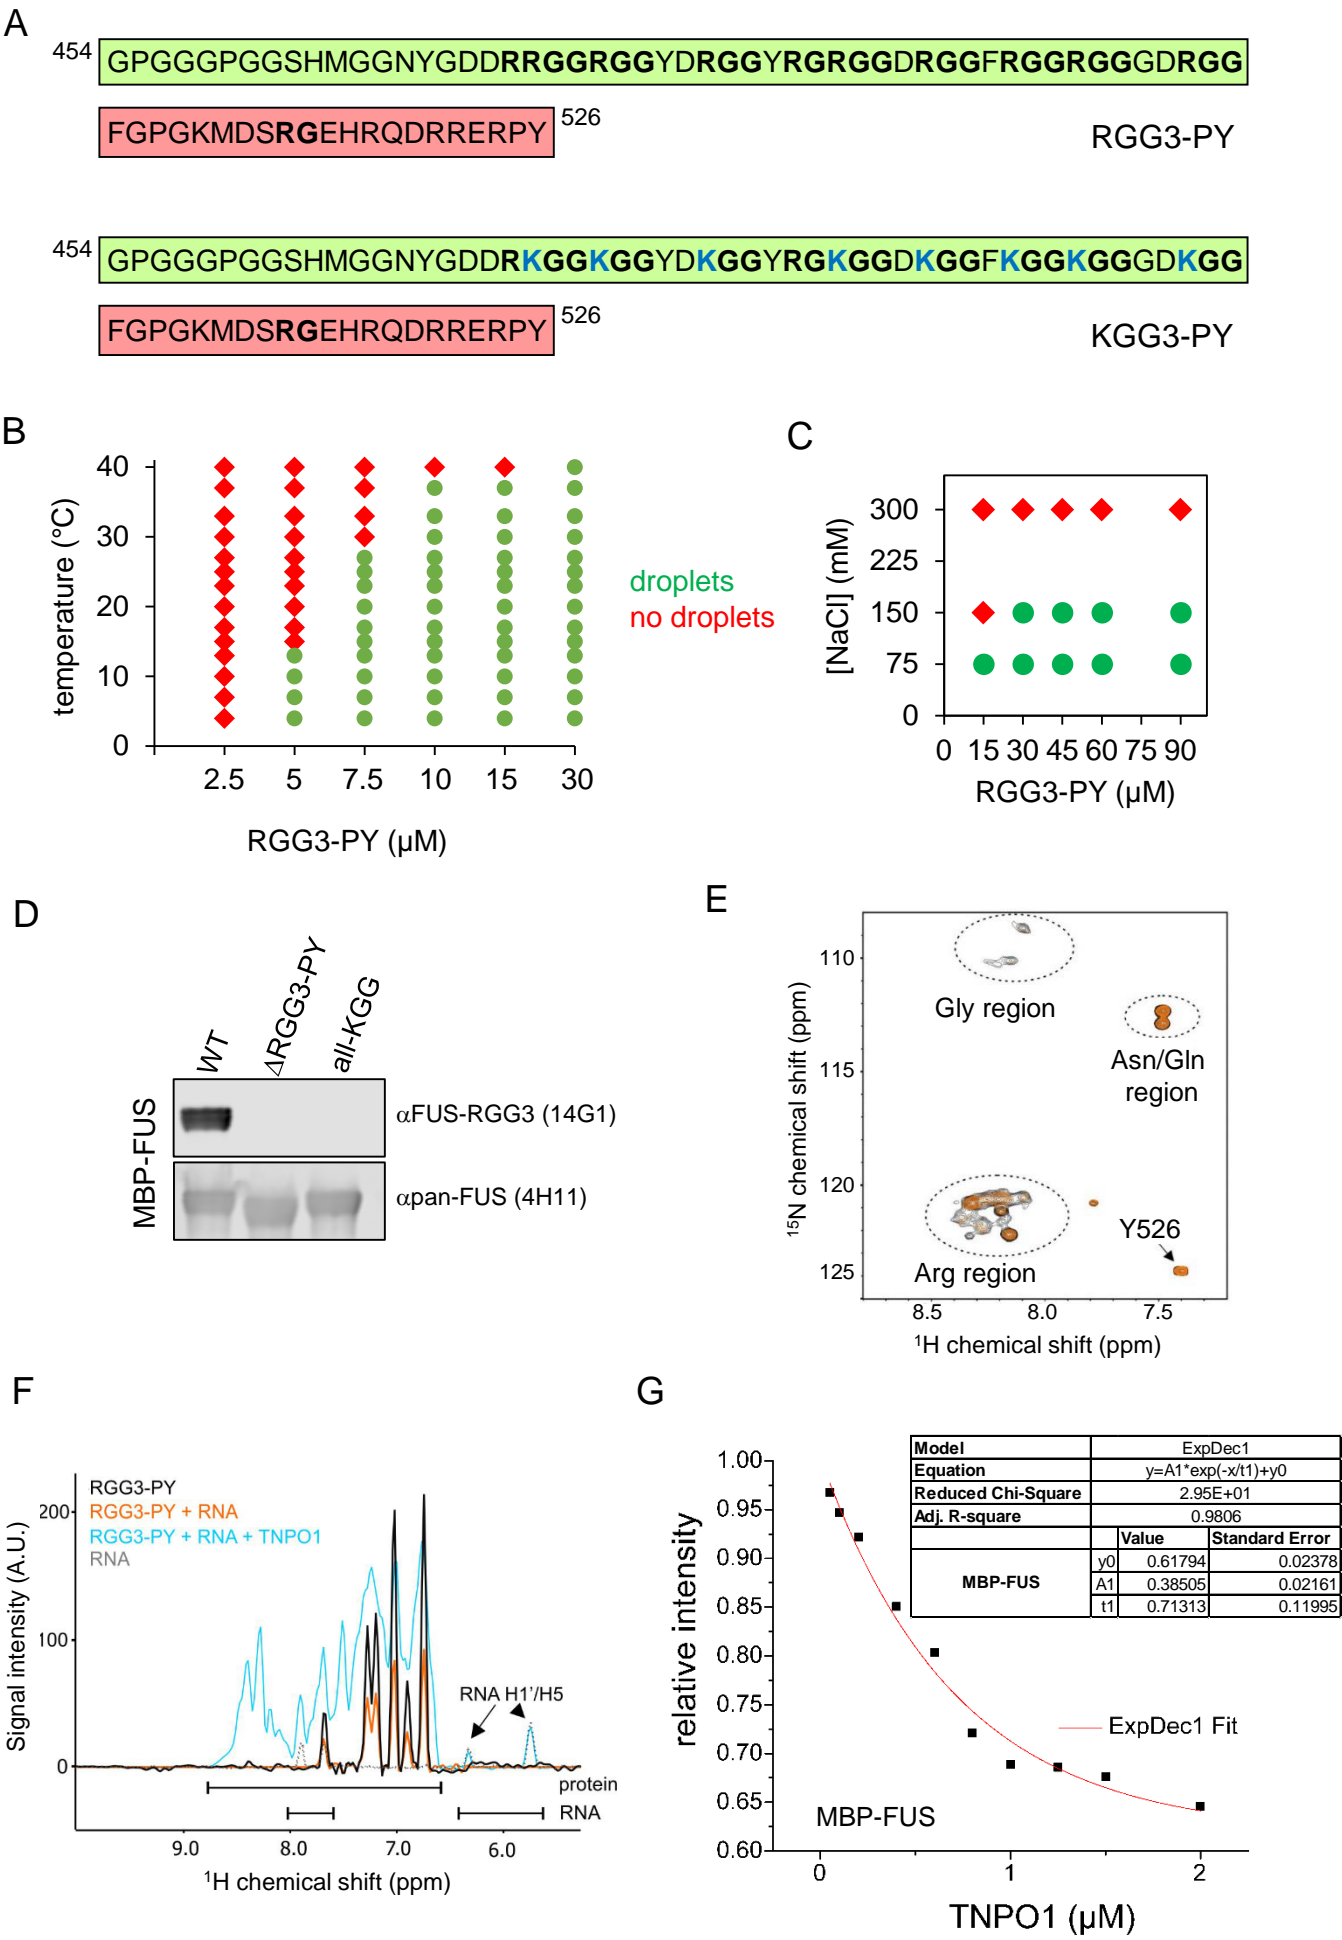 A
454 GPGGGPGGSHMGGNYGDDRRGGRGGYDRGGYRGRGGDRGGFRGGRGGGDRGG
FGPGKMDSRGEHRQDRRERPY 526
RGG3-PY
454 GPGGGPGGSHMGGNYGDDRKGGKGGYDKGGYRGKGGDKGGFKGGKGGGDKGG
FGPGKMDSRGEHRQDRRERPY 526
KGG3-PY
B
temperature (°C)
40
30
20
10
0
2.5 5 7.5 10 15 30
RGG3-PY (µM)
droplets
no droplets
C
[NaCl] (mM)
300
225
150
75
0
0 15 30 45 60 75 90
RGG3-PY (µM)
D
WT
ΔRGG3-PY
all-KGG
MBP-FUS
αFUS-RGG3 (14G1)
αpan-FUS (4H11)
E
15N chemical shift (ppm)
110
115
120
125
Gly region
Asn/Gln
region
Y526
Arg region
8.5 8.0 7.5
1H chemical shift (ppm)
F
Signal intensity (A.U.)
200
100
0
RGG3-PY
RGG3-PY + RNA
RGG3-PY + RNA + TNPO1
RNA
RNA H1'/H5
protein
RNA
9.0 8.0 7.0 6.0
1H chemical shift (ppm)
G
relative intensity
1.00
0.95
0.90
0.85
0.80
0.75
0.70
0.65
0.60
Model ExpDec1
Equation y=A1*exp(-x/t1)+y0
Reduced Chi-Square 2.95E+01
Adj. R-square 0.9806
Value Standard Error
MBP-FUS
y0 0.61794 0.02378
A1 0.38505 0.02161
t1 0.71313 0.11995
ExpDec1 Fit
MBP-FUS
0 1 2
TNPO1 (µM)